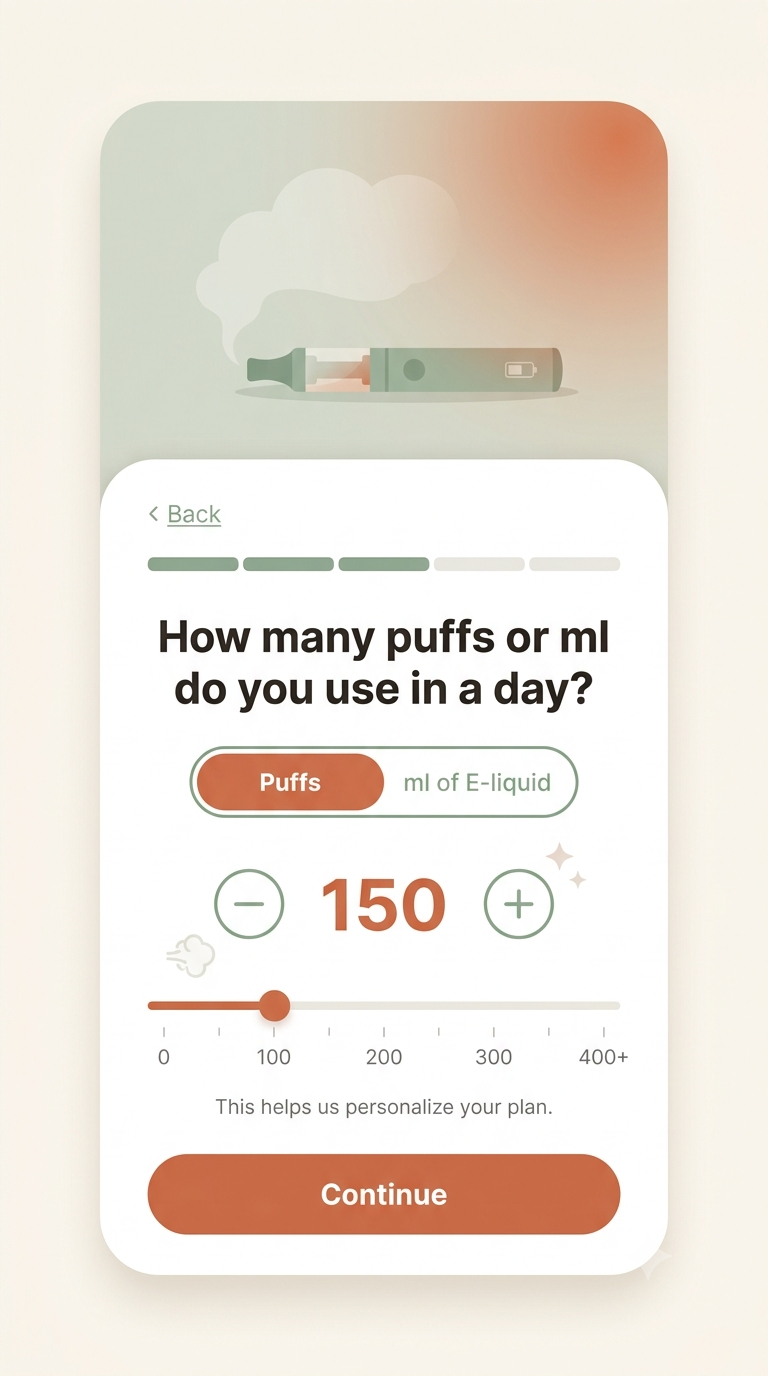 Back
How many puffs or ml
do you use in a day?
Puffs ml of E-liquid
150
0 100 200 300 400+
This helps us personalize your plan.
Continue